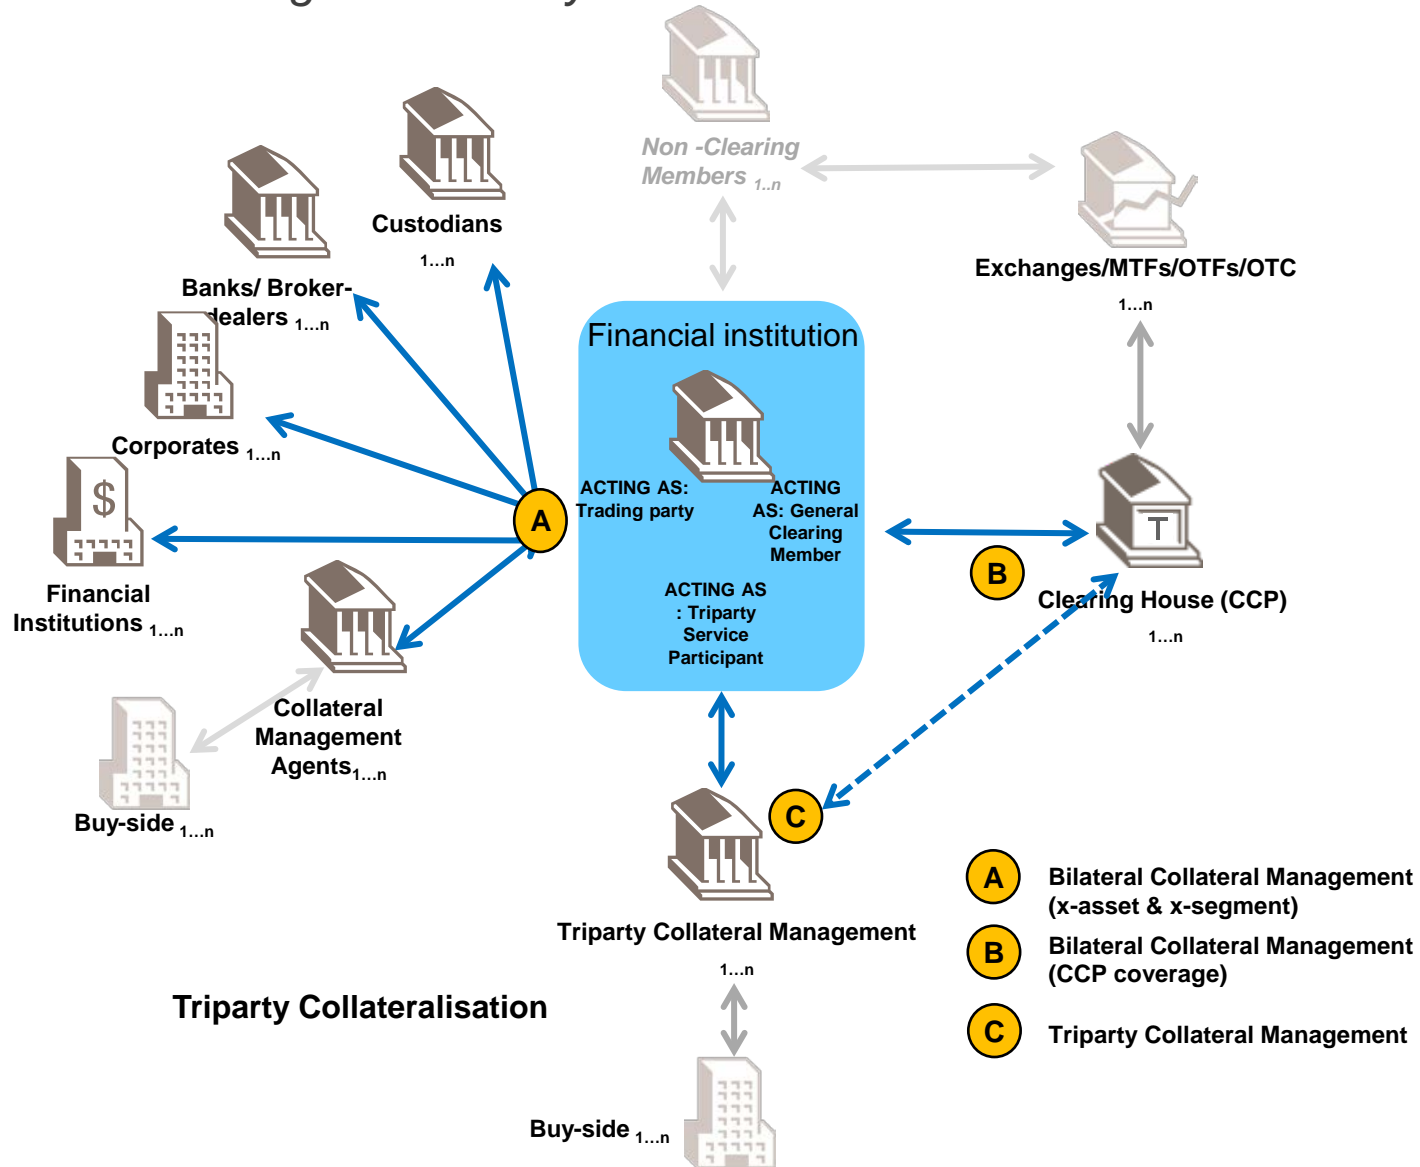 Non -Clearing
Members 1..n
Custodians
1...n
Banks/ Broker-
dealers 1...n
Exchanges/MTFs/OTFs/OTC
1...n
Financial institution
Corporates 1...n
ACTING AS:
Trading party
ACTING
AS: General
Clearing
Member
$
A
T
B
Financial
Institutions 1...n
ACTING AS
: Triparty
Service
Participant
Clearing House (CCP)
1...n
Collateral
Management
Agents1...n
Buy-side 1...n
C
Triparty Collateral Management
1...n
A Bilateral Collateral Management
(x-asset & x-segment)
B Bilateral Collateral Management
(CCP coverage)
C Triparty Collateral Management
Triparty Collateralisation
Buy-side 1...n